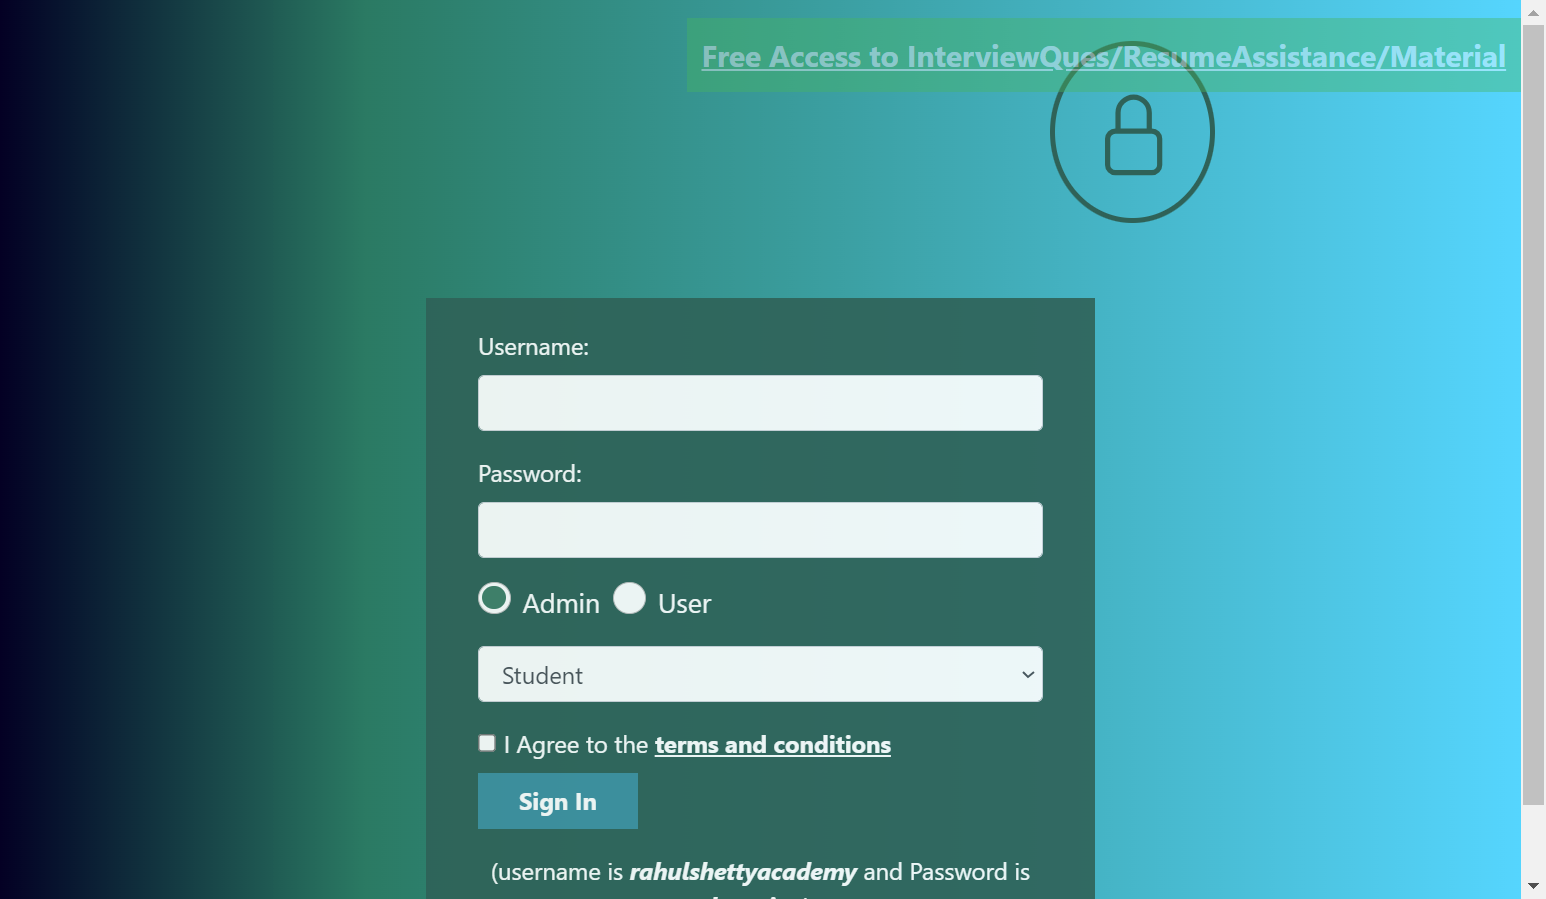 Free Access to InterviewQues/ResumeAssistance/Material
Username:
Password:
Admin User
Student
I Agree to the terms and conditions
Sign In
(username is rahulshettyacademy and Password is